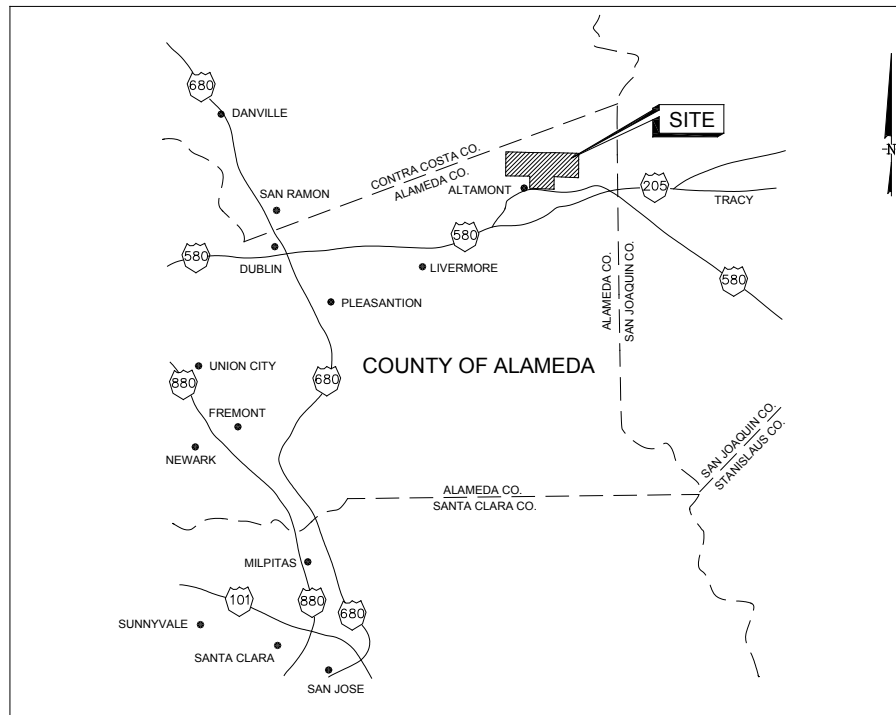 680
DANVILLE
SITE
N
CONTRA COSTA CO.
ALAMEDA CO.
ALTAMONT
205
TRACY
SAN RAMON
580
580
DUBLIN
LIVERMORE
580
PLEASANTION
ALAMEDA CO.
SAN JOAQUIN CO.
UNION CITY
COUNTY OF ALAMEDA
880
680
FREMONT
NEWARK
SAN JOAQUIN CO.
STANISLAUS CO.
ALAMEDA CO.
SANTA CLARA CO.
MILPITAS
101
880
680
SUNNYVALE
SANTA CLARA
SAN JOSE